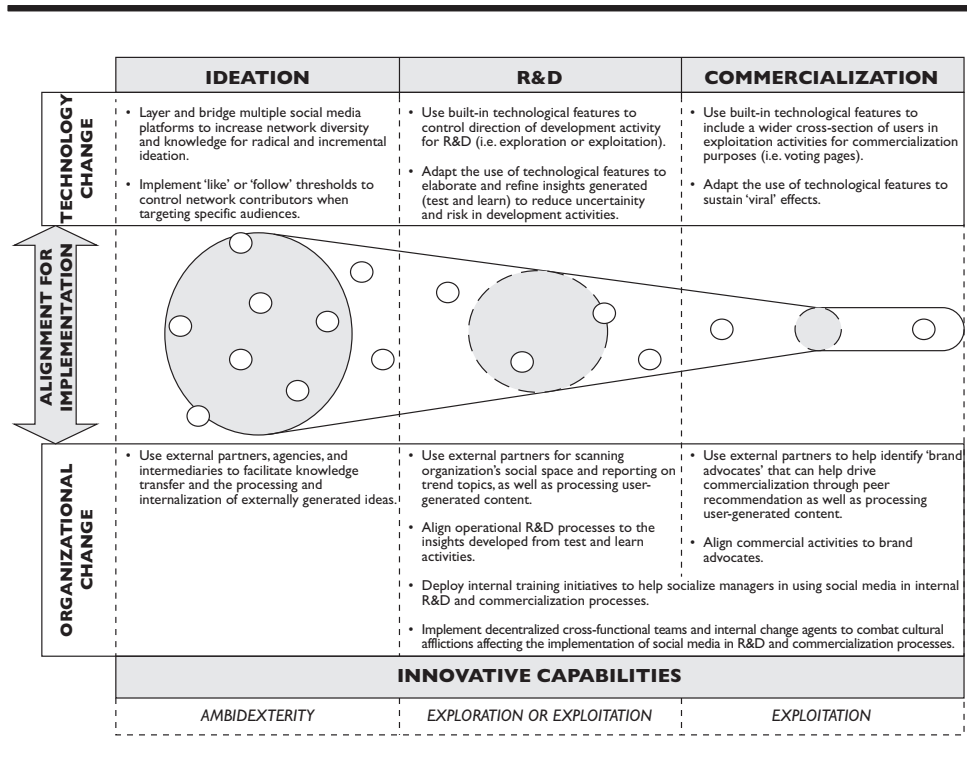 IDEATION
R&D
COMMERCIALIZATION
TECHNOLOGY
CHANGE
• Layer and bridge multiple social media
platforms to increase network diversity
and knowledge for radical and incremental
ideation.
• Implement ‘like’ or ‘follow’ thresholds to
control network contributors when
targeting specific audiences.
• Use built-in technological features to
control direction of development activity
for R&D (i.e. exploration or exploitation).
• Adapt the use of technological features to
elaborate and refine insights generated
(test and learn) to reduce uncertainty
and risk in development activities.
• Use built-in technological features to
include a wider cross-section of users in
exploitation activities for commercialization
purposes (i.e. voting pages).
• Adapt the use of technological features to
sustain ‘viral’ effects.
ALIGNMENT FOR
IMPLEMENTATION
ORGANIZATIONAL
CHANGE
• Use external partners, agencies, and
intermediaries to facilitate knowledge
transfer and the processing and
internalization of externally generated ideas.
• Use external partners for scanning
organization’s social space and reporting on
trend topics, as well as processing user-
generated content.
• Align operational R&D processes to the
insights developed from test and learn
activities.
• Use external partners to help identify ‘brand
advocates’ that can help drive
commercialization through peer
recommendation as well as processing
user-generated content.
• Align commercial activities to brand
advocates.
• Deploy internal training initiatives to help socialize managers in using social media in internal
R&D and commercialization processes.
• Implement decentralized cross-functional teams and internal change agents to combat cultural
afflictions affecting the implementation of social media in R&D and commercialization processes.
INNOVATIVE CAPABILITIES
AMBIDEXTERITY
EXPLORATION OR EXPLOITATION
EXPLOITATION